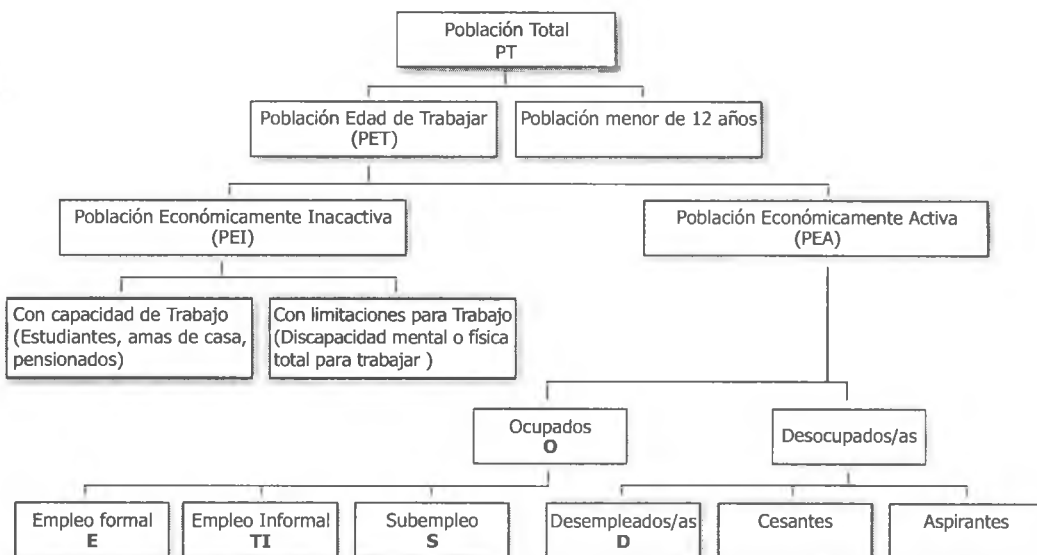 Población Total
PT
Población Edad de Trabajar
(PET)
Población menor de 12 años
Población Económicamente Inacactiva
(PEI)
Población Económicamente Activa
(PEA)
Con capacidad de Trabajo
(Estudiantes, amas de casa,
pensionados)
Con limitaciones para Trabajo
(Discapacidad mental o física
total para trabajar )
Ocupados
O
Desocupados/as
Empleo formal
E
Empleo Informal
TI
Subempleo
S
Desempleados/as
D
Cesantes
Aspirantes